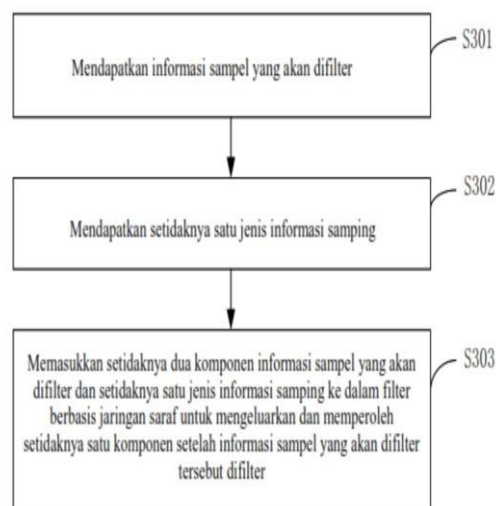 S301
Mendapatkan informasi sampel yang akan difilter
S302
Mendapatkan setidaknya satu jenis informasi samping
S303
Memasukkan setidaknya dua komponen informasi sampel yang akan
difilter dan setidaknya satu jenis informasi samping ke dalam filter
berbasis jaringan saraf untuk mengeluarkan dan memperoleh
setidaknya satu komponen setelah informasi sampel yang akan difilter
tersebut difilter